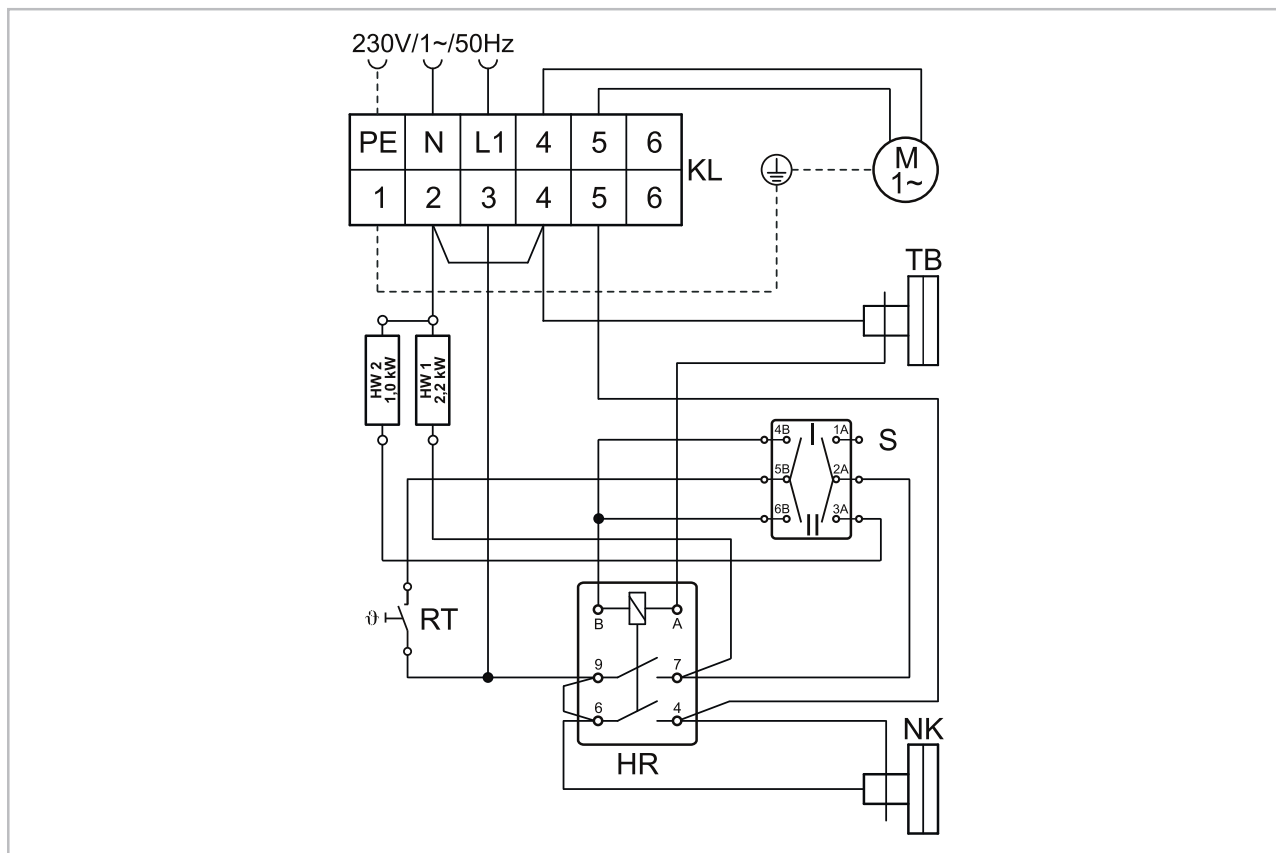 230V/1~/50Hz
PE N L1 4 5 6
1 2 3 4 5 6
KL
M
1~
TB
HW 2
1,0 kW
HW 1
2,2 kW
4B 1A
S
5B 2A
6B 3A
I
II
ϑ RT
B A
9 7
6 4
HR
NK